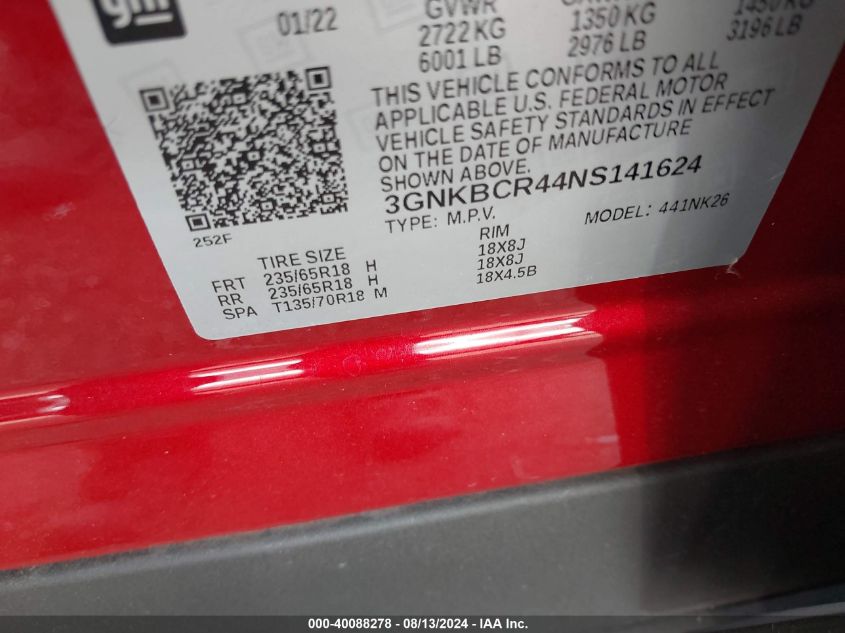 gm
01/22
GVWR
2722 KG
6001 LB
1350 KG
2976 LB
1450 KG
3196 LB
THIS VEHICLE CONFORMS TO ALL
APPLICABLE U.S. FEDERAL MOTOR
VEHICLE SAFETY STANDARDS IN EFFECT
ON THE DATE OF MANUFACTURE
SHOWN ABOVE.
3GNKBCR44NS141624
TYPE: M.P.V. MODEL: 441NK26
252F
TIRE SIZE RIM
FRT 235/65R18 H 18X8J
RR 235/65R18 H 18X8J
SPA T135/70R18 M 18X4.5B
000-40088278 - 08/13/2024 - IAA Inc.